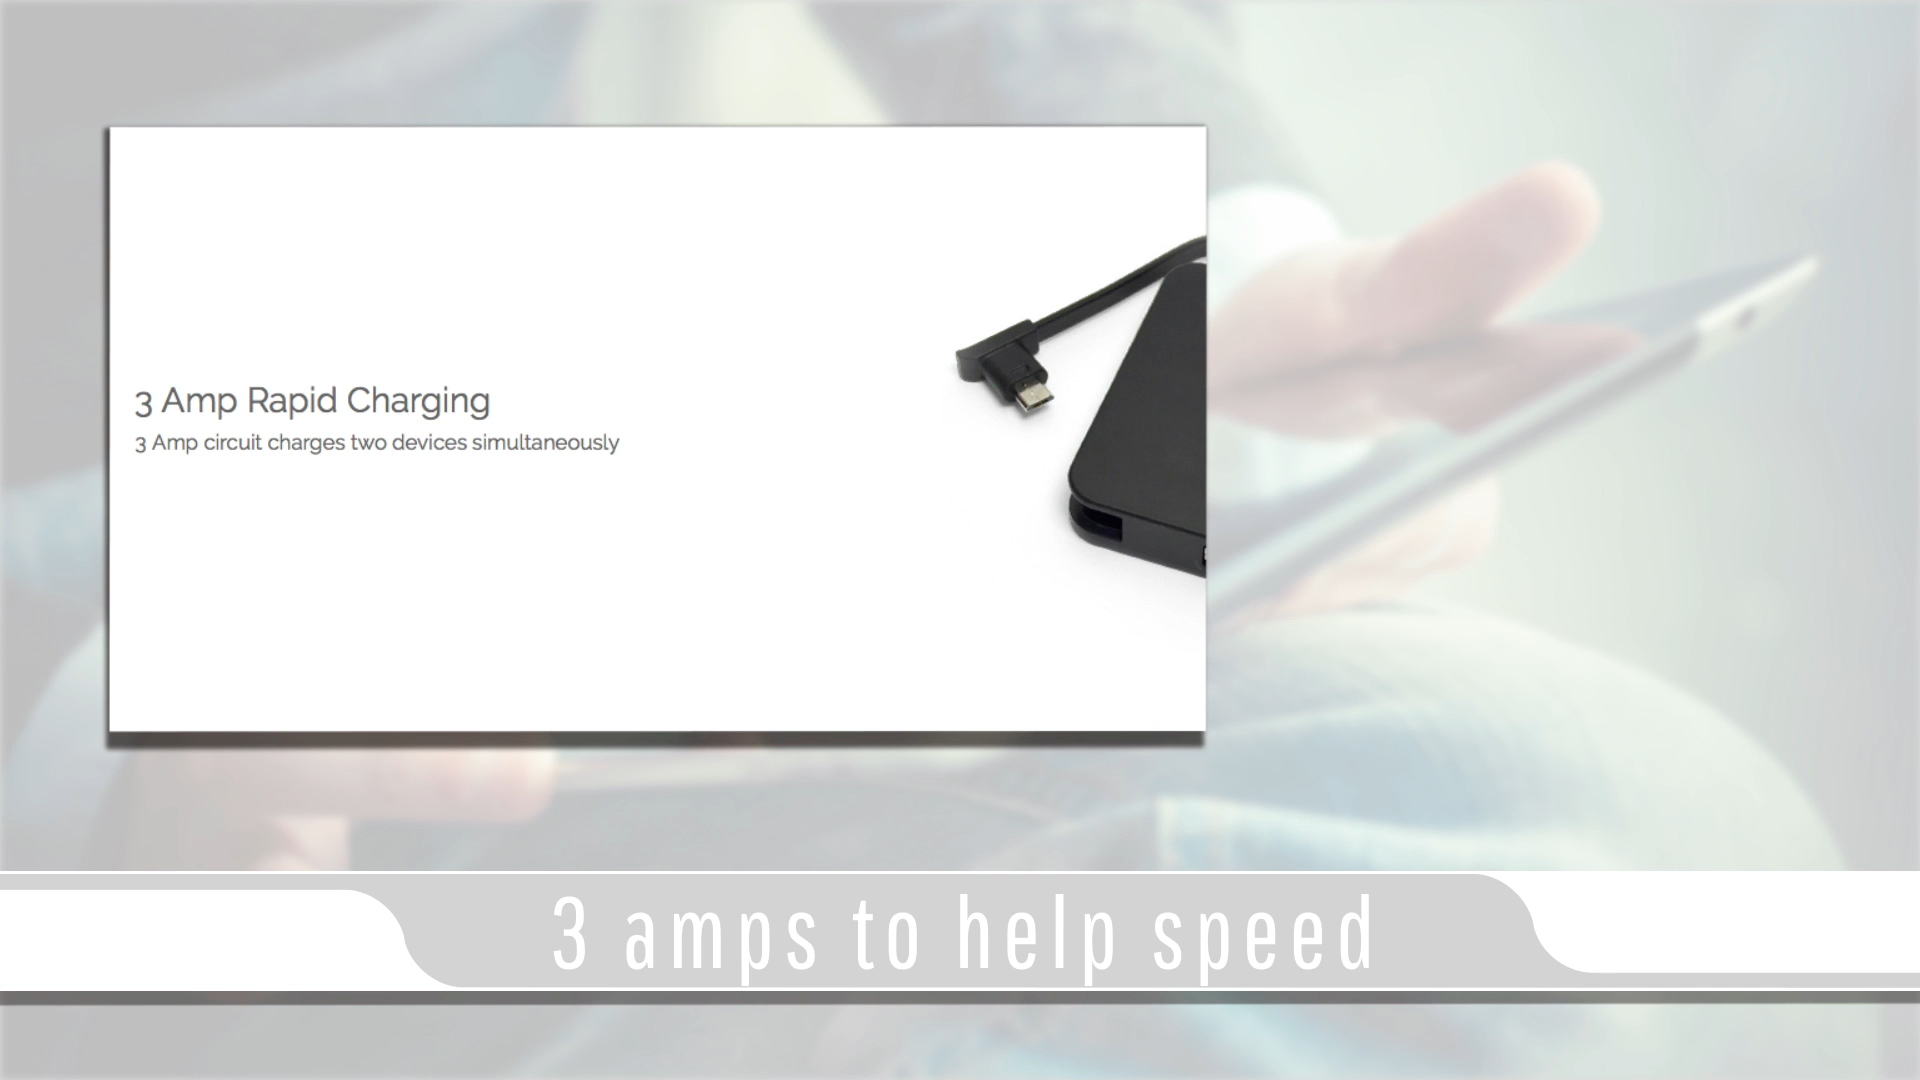 3 Amp Rapid Charging
3 Amp circuit charges two devices simultaneously
3 amps to help speed